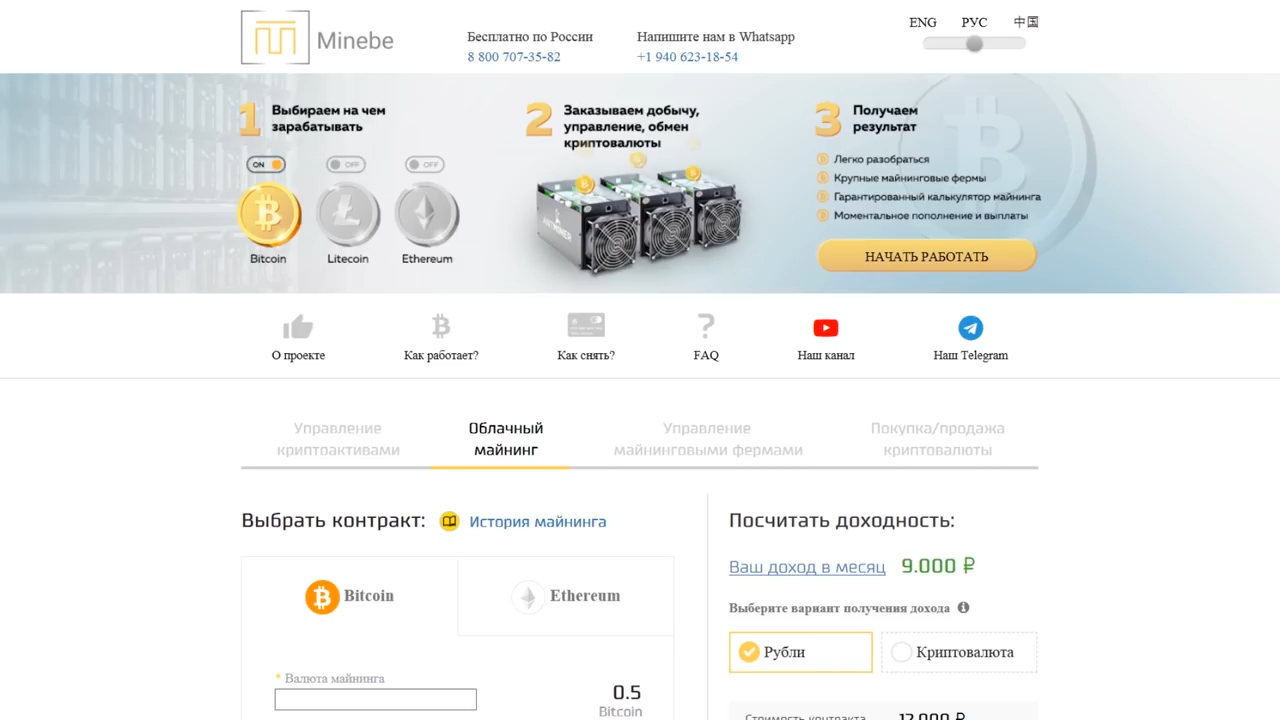 Minebe
Бесплатно по России
8 800 707-35-82
Напишите нам в Whatsapp
+1 940 623-18-54
ENG РУС 中国
1 Выбираем на чем
зарабатывать
ON OFF OFF
Bitcoin Litecoin Ethereum
2 Заказываем добычу,
управление, обмен
криптовалюты
3 Получаем
результат
Легко разобраться
Крупные майнинговые фермы
Гарантированный калькулятор майнинга
Моментальное пополнение и выплаты
НАЧАТЬ РАБОТАТЬ
О проекте
Как работает?
Как снять?
FAQ
Наш канал
Наш Telegram
Управление
криптоактивами
Облачный
майнинг
Управление
майнинговыми фермами
Покупка/продажа
криптовалюты
Выбрать контракт:
История майнинга
Bitcoin
Ethereum
* Валюта майнинга
0.5
Bitcoin
Посчитать доходность:
Ваш доход в месяц 9.000 ₽
Выберите вариант получения дохода
Рубли
Криптовалюта
Стоимость контракта 12.000 ₽